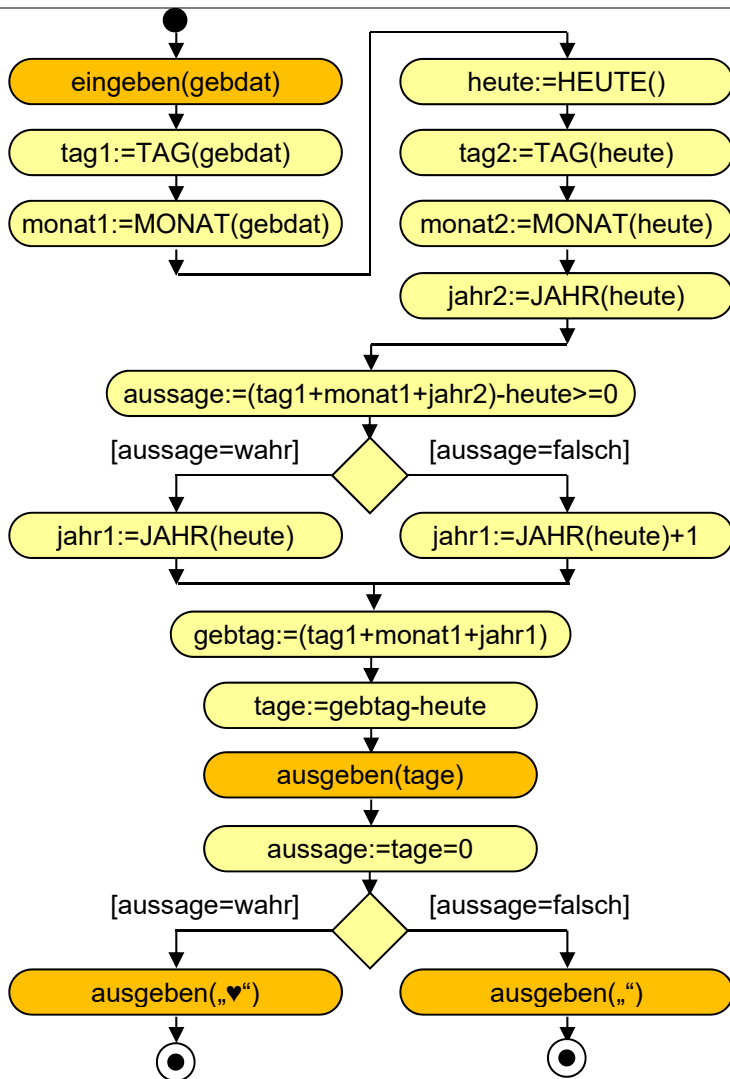 eingeben(gebdat)
tag1:=TAG(gebdat)
monat1:=MONAT(gebdat)
heute:=HEUTE()
tag2:=TAG(heute)
monat2:=MONAT(heute)
jahr2:=JAHR(heute)
aussage:=(tag1+monat1+jahr2)-heute>=0
[aussage=wahr]
[aussage=falsch]
jahr1:=JAHR(heute)
jahr1:=JAHR(heute)+1
gebtag:=(tag1+monat1+jahr1)
tage:=gebtag-heute
ausgeben(tage)
aussage:=tage=0
[aussage=wahr]
[aussage=falsch]
ausgeben(„♥“)
ausgeben(„“)